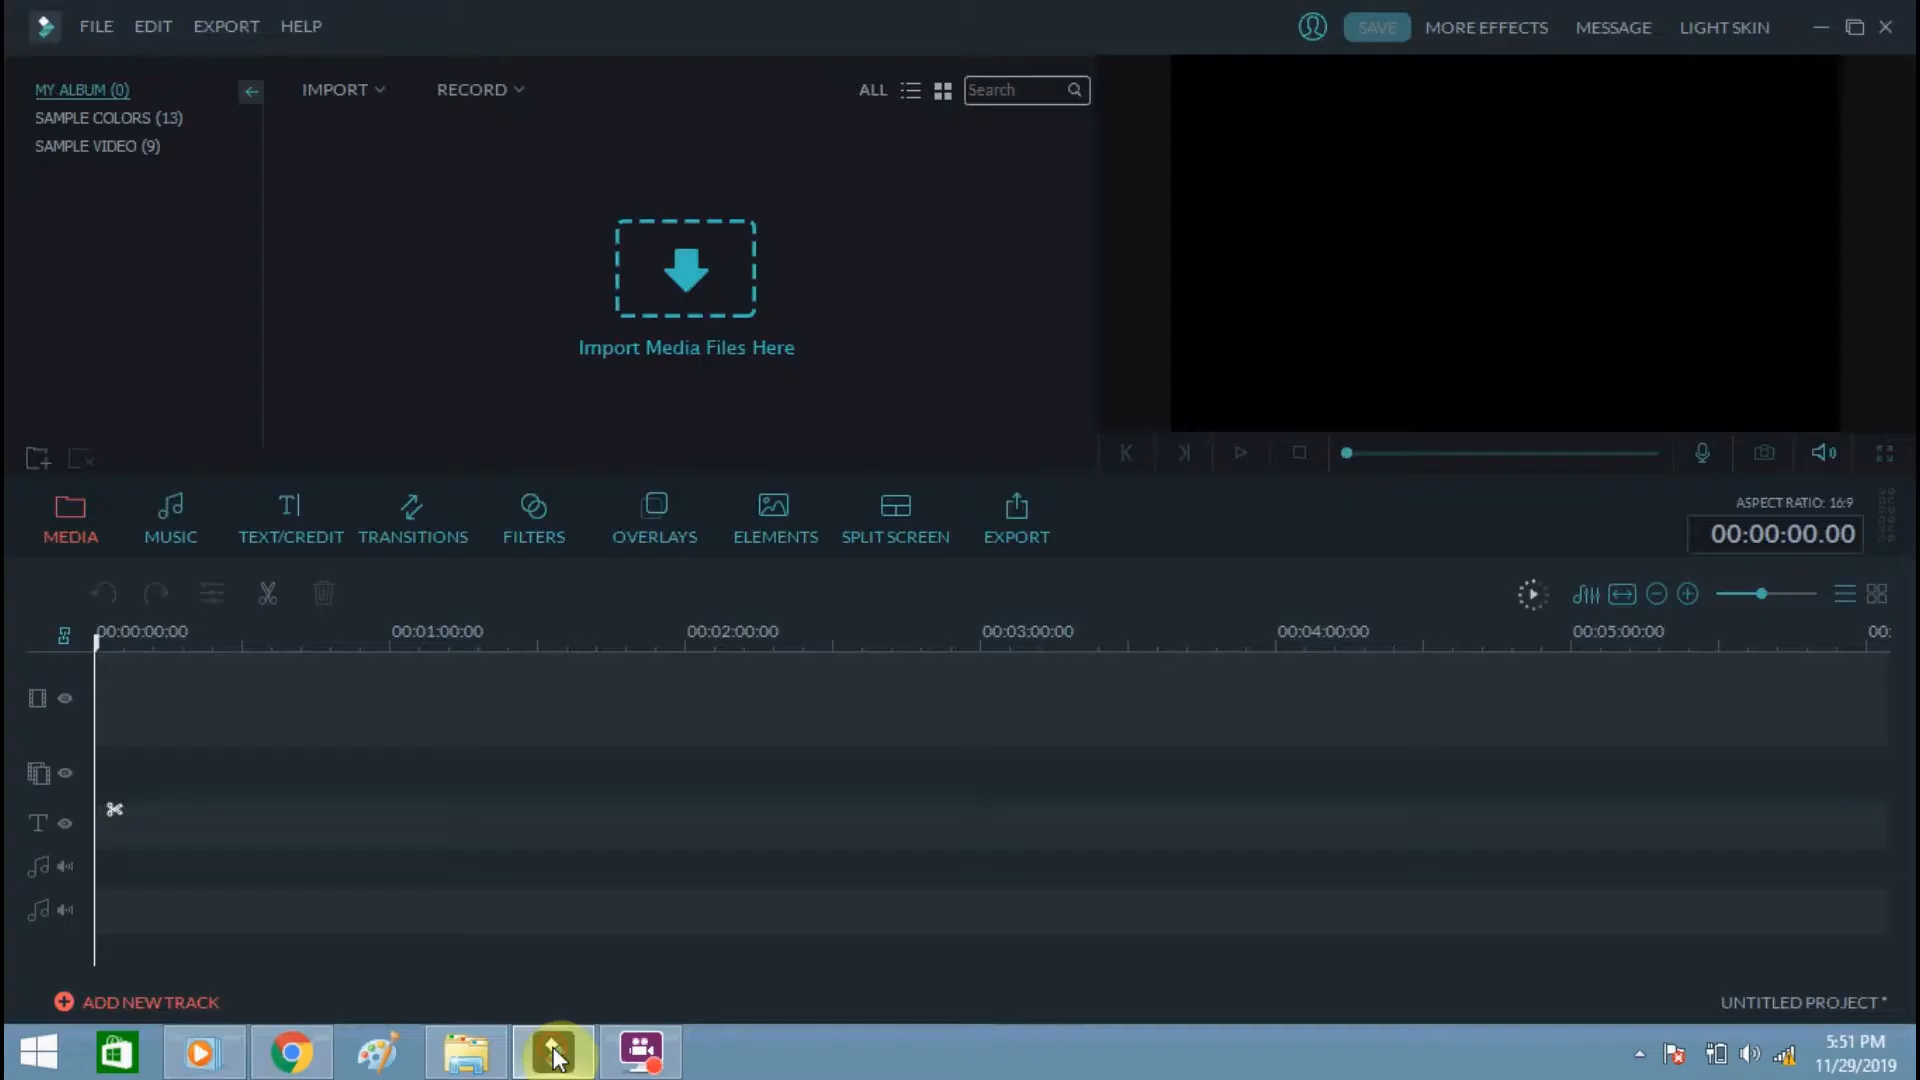 FILE EDIT EXPORT HELP
SAVE MORE EFFECTS MESSAGE LIGHT SKIN
MY ALBUM (0)
SAMPLE COLORS (13)
SAMPLE VIDEO (9)
IMPORT RECORD ALL Search
Import Media Files Here
MEDIA MUSIC TEXT/CREDIT TRANSITIONS FILTERS OVERLAYS ELEMENTS SPLIT SCREEN EXPORT
ASPECT RATIO: 16:9
00:00:00.00
00:00:00:00 00:01:00:00 00:02:00:00 00:03:00:00 00:04:00:00 00:05:00:00 00:
ADD NEW TRACK
UNTITLED PROJECT *
5:51 PM
11/29/2019